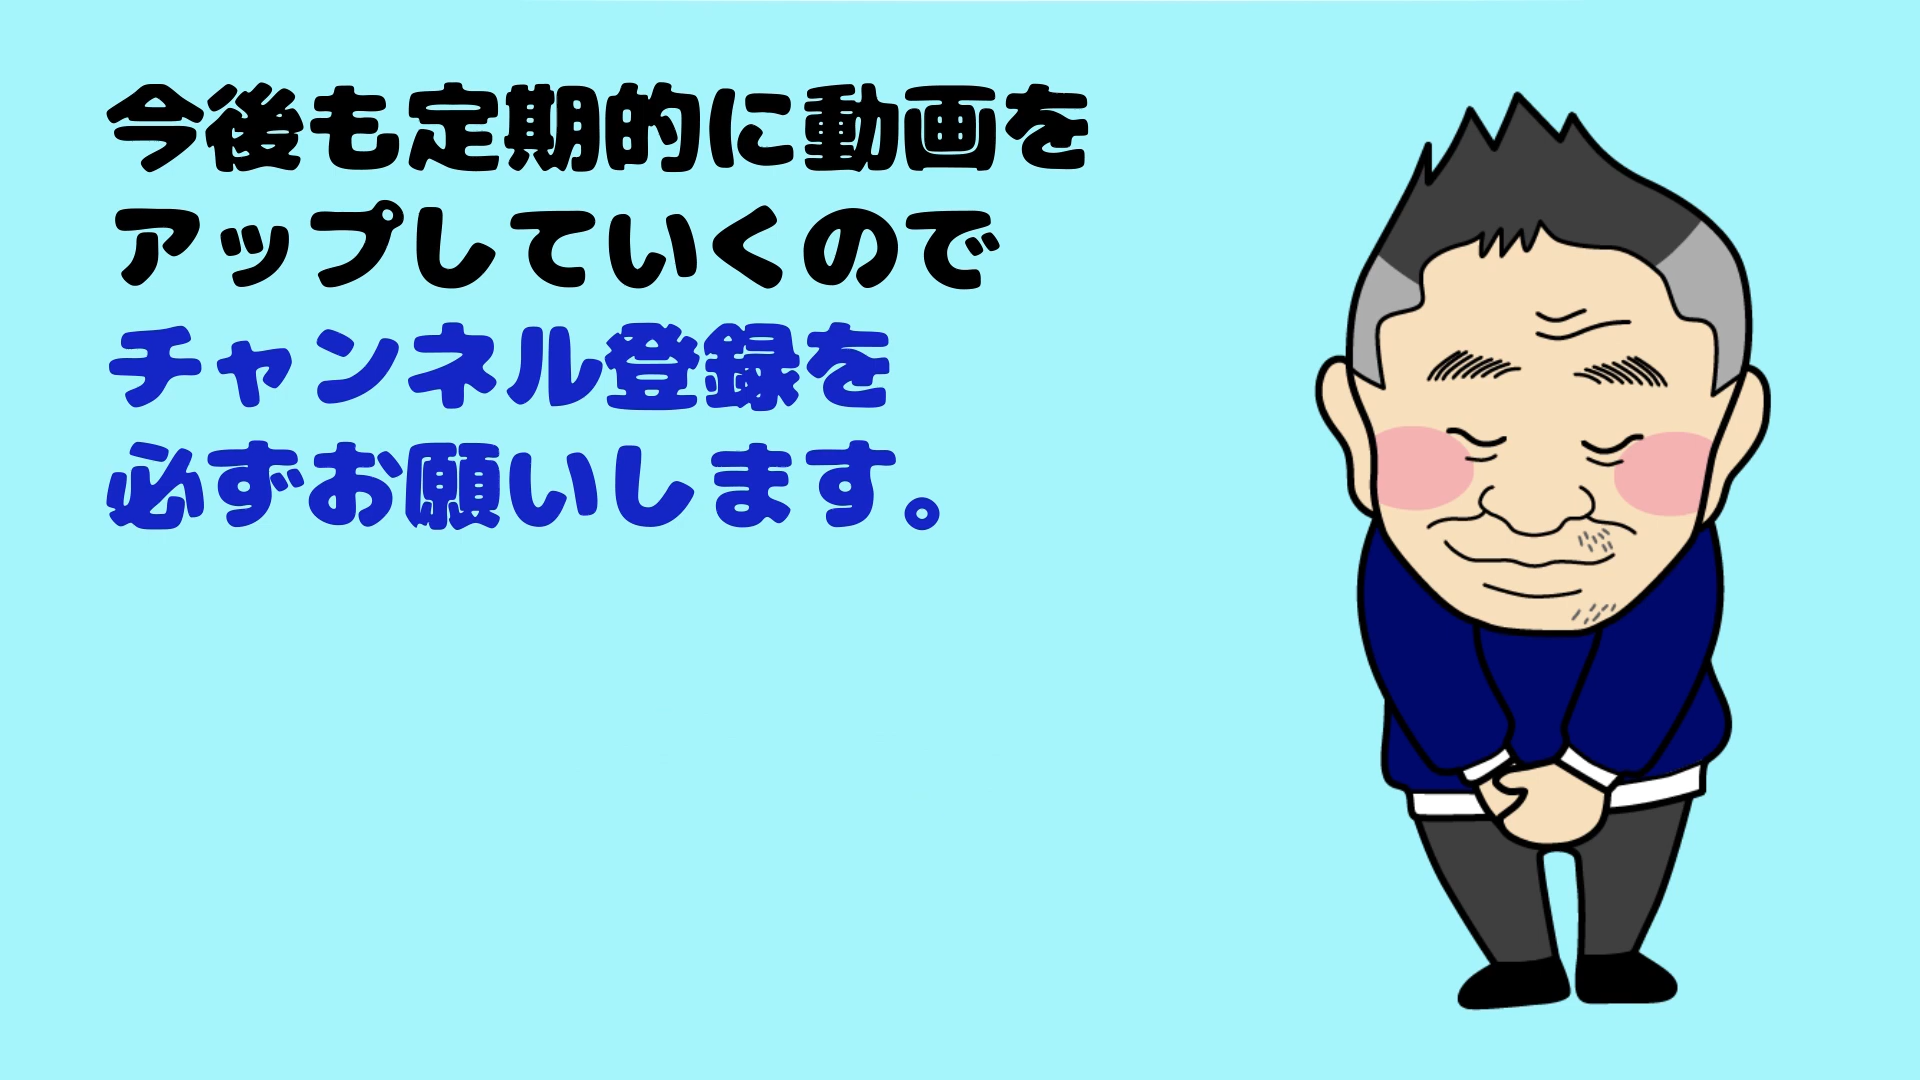 今後も定期的に動画を
アップしていくので
チャンネル登録を
必ずお願いします。